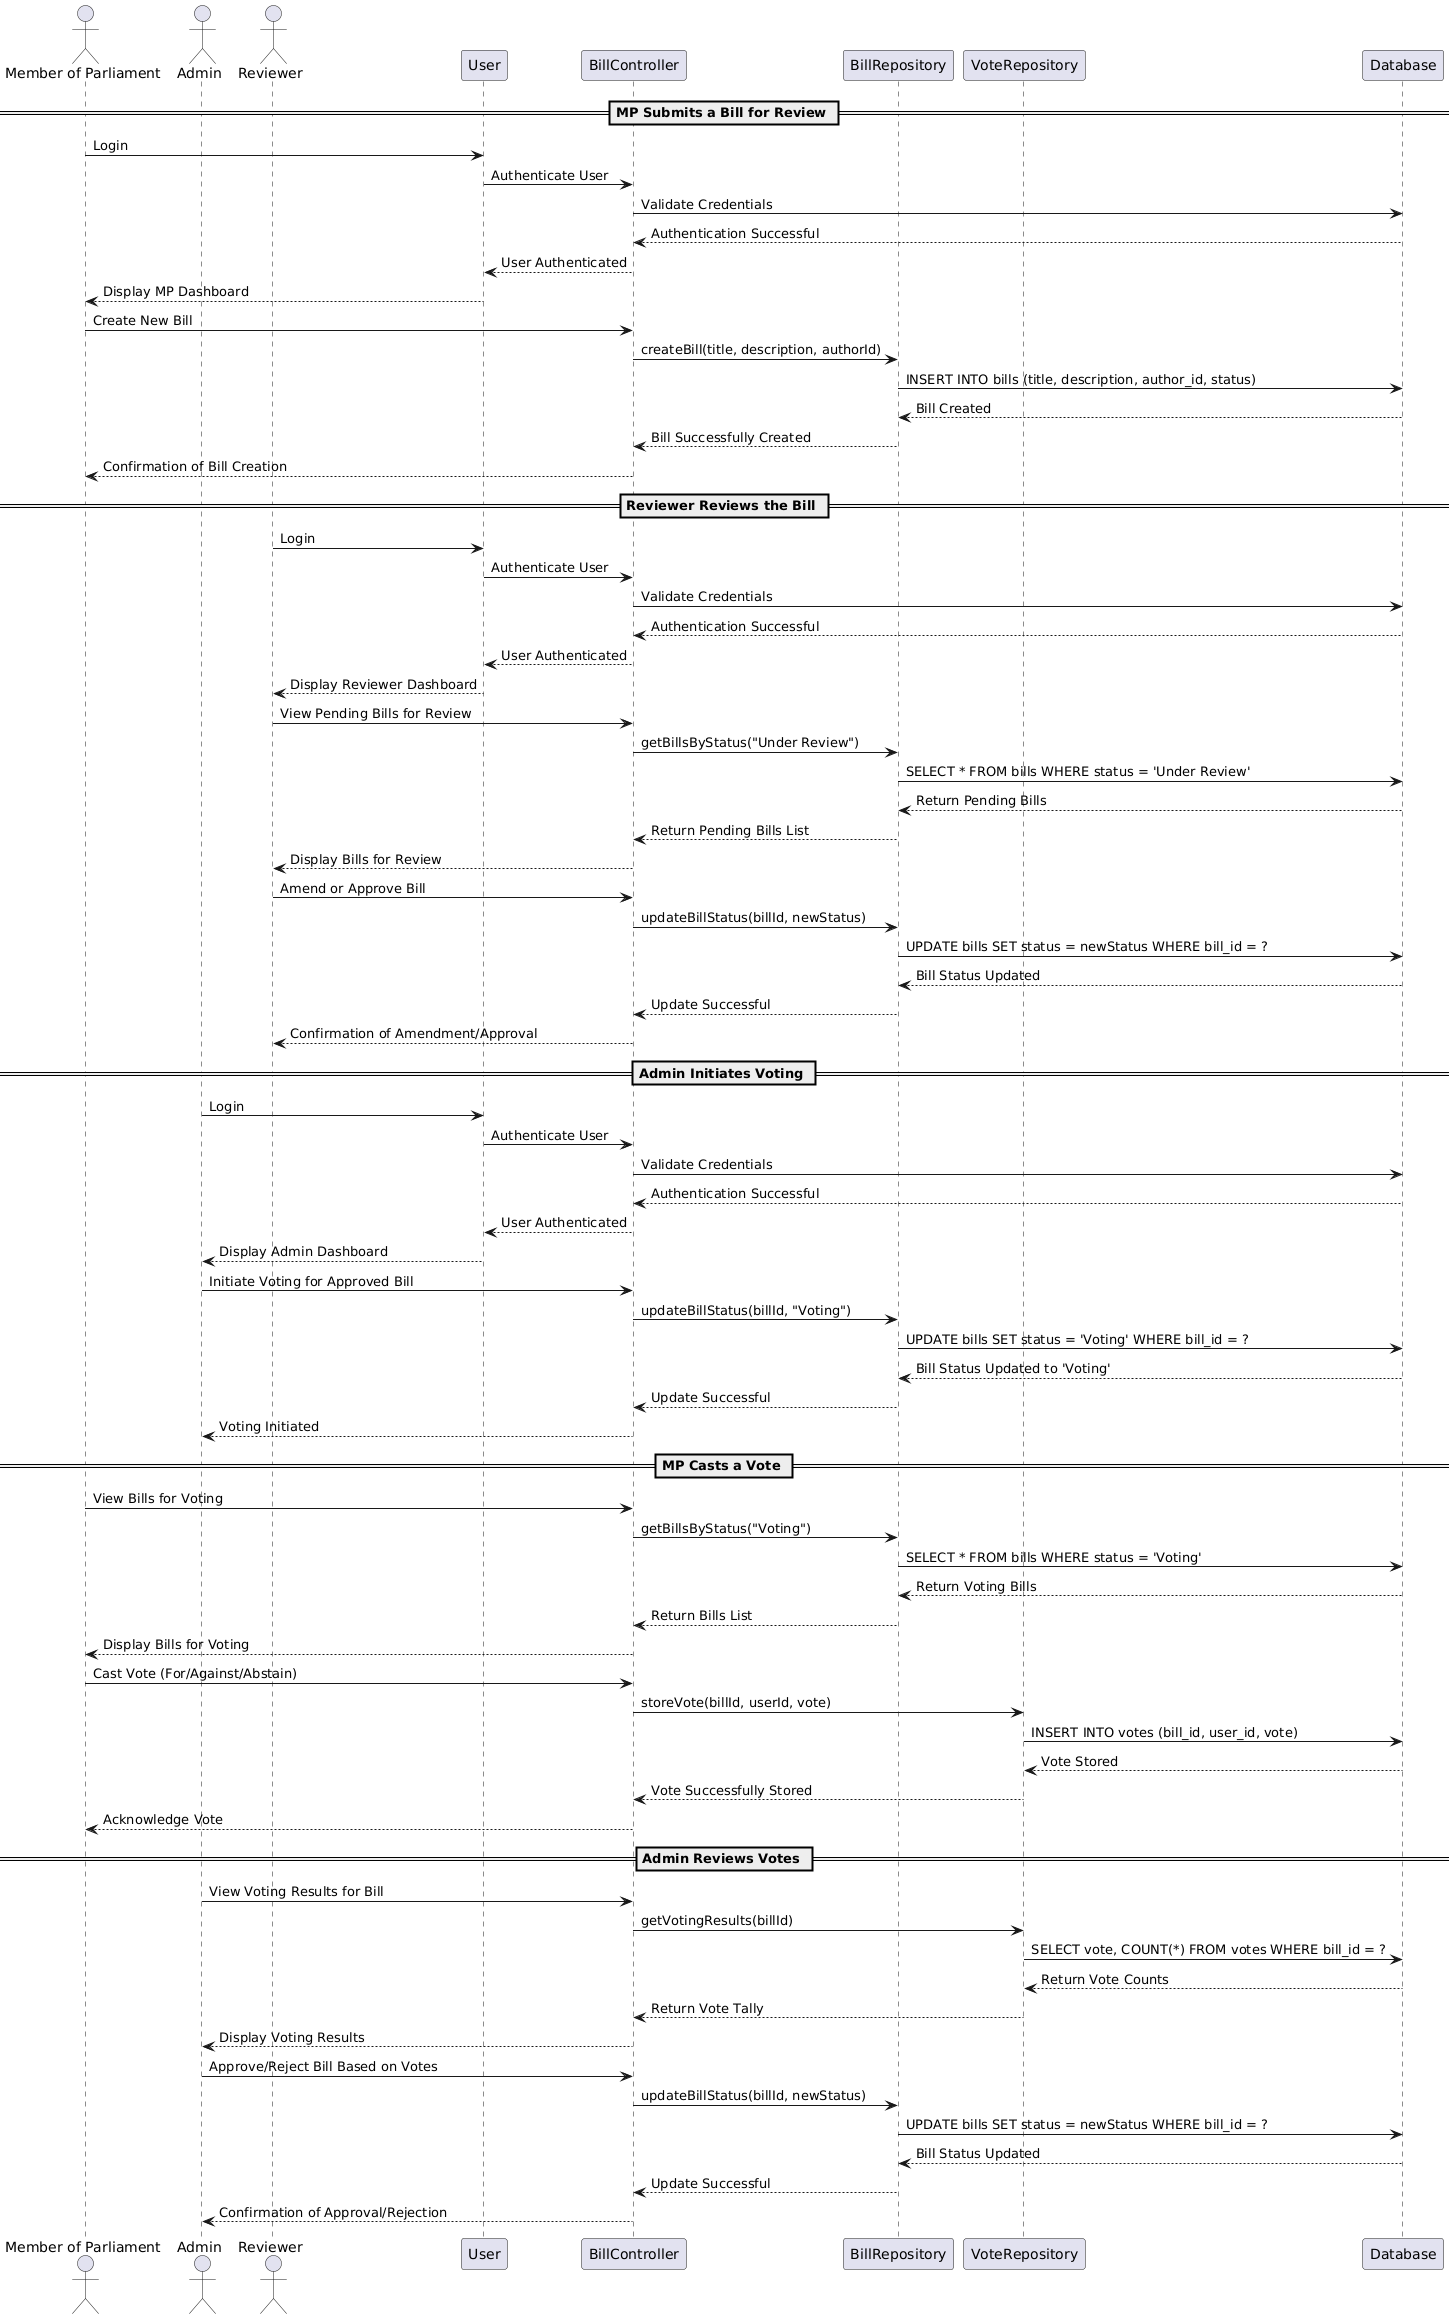 Member of Parliament Admin Reviewer User BillController BillRepository VoteRepository Database
MP Submits a Bill for Review
Login
Authenticate User
Validate Credentials
Authentication Successful
User Authenticated
Display MP Dashboard
Create New Bill
createBill(title, description, authorId)
INSERT INTO bills (title, description, author_id, status)
Bill Created
Bill Successfully Created
Confirmation of Bill Creation
Reviewer Reviews the Bill
Login
Authenticate User
Validate Credentials
Authentication Successful
User Authenticated
Display Reviewer Dashboard
View Pending Bills for Review
getBillsByStatus("Under Review")
SELECT * FROM bills WHERE status = 'Under Review'
Return Pending Bills
Return Pending Bills List
Display Bills for Review
Amend or Approve Bill
updateBillStatus(billId, newStatus)
UPDATE bills SET status = newStatus WHERE bill_id = ?
Bill Status Updated
Update Successful
Confirmation of Amendment/Approval
Admin Initiates Voting
Login
Authenticate User
Validate Credentials
Authentication Successful
User Authenticated
Display Admin Dashboard
Initiate Voting for Approved Bill
updateBillStatus(billId, "Voting")
UPDATE bills SET status = 'Voting' WHERE bill_id = ?
Bill Status Updated to 'Voting'
Update Successful
Voting Initiated
MP Casts a Vote
View Bills for Voting
getBillsByStatus("Voting")
SELECT * FROM bills WHERE status = 'Voting'
Return Voting Bills
Return Bills List
Display Bills for Voting
Cast Vote (For/Against/Abstain)
storeVote(billId, userId, vote)
INSERT INTO votes (bill_id, user_id, vote)
Vote Stored
Vote Successfully Stored
Acknowledge Vote
Admin Reviews Votes
View Voting Results for Bill
getVotingResults(billId)
SELECT vote, COUNT(*) FROM votes WHERE bill_id = ?
Return Vote Counts
Return Vote Tally
Display Voting Results
Approve/Reject Bill Based on Votes
updateBillStatus(billId, newStatus)
UPDATE bills SET status = newStatus WHERE bill_id = ?
Bill Status Updated
Update Successful
Confirmation of Approval/Rejection
Member of Parliament Admin Reviewer User BillController BillRepository VoteRepository Database